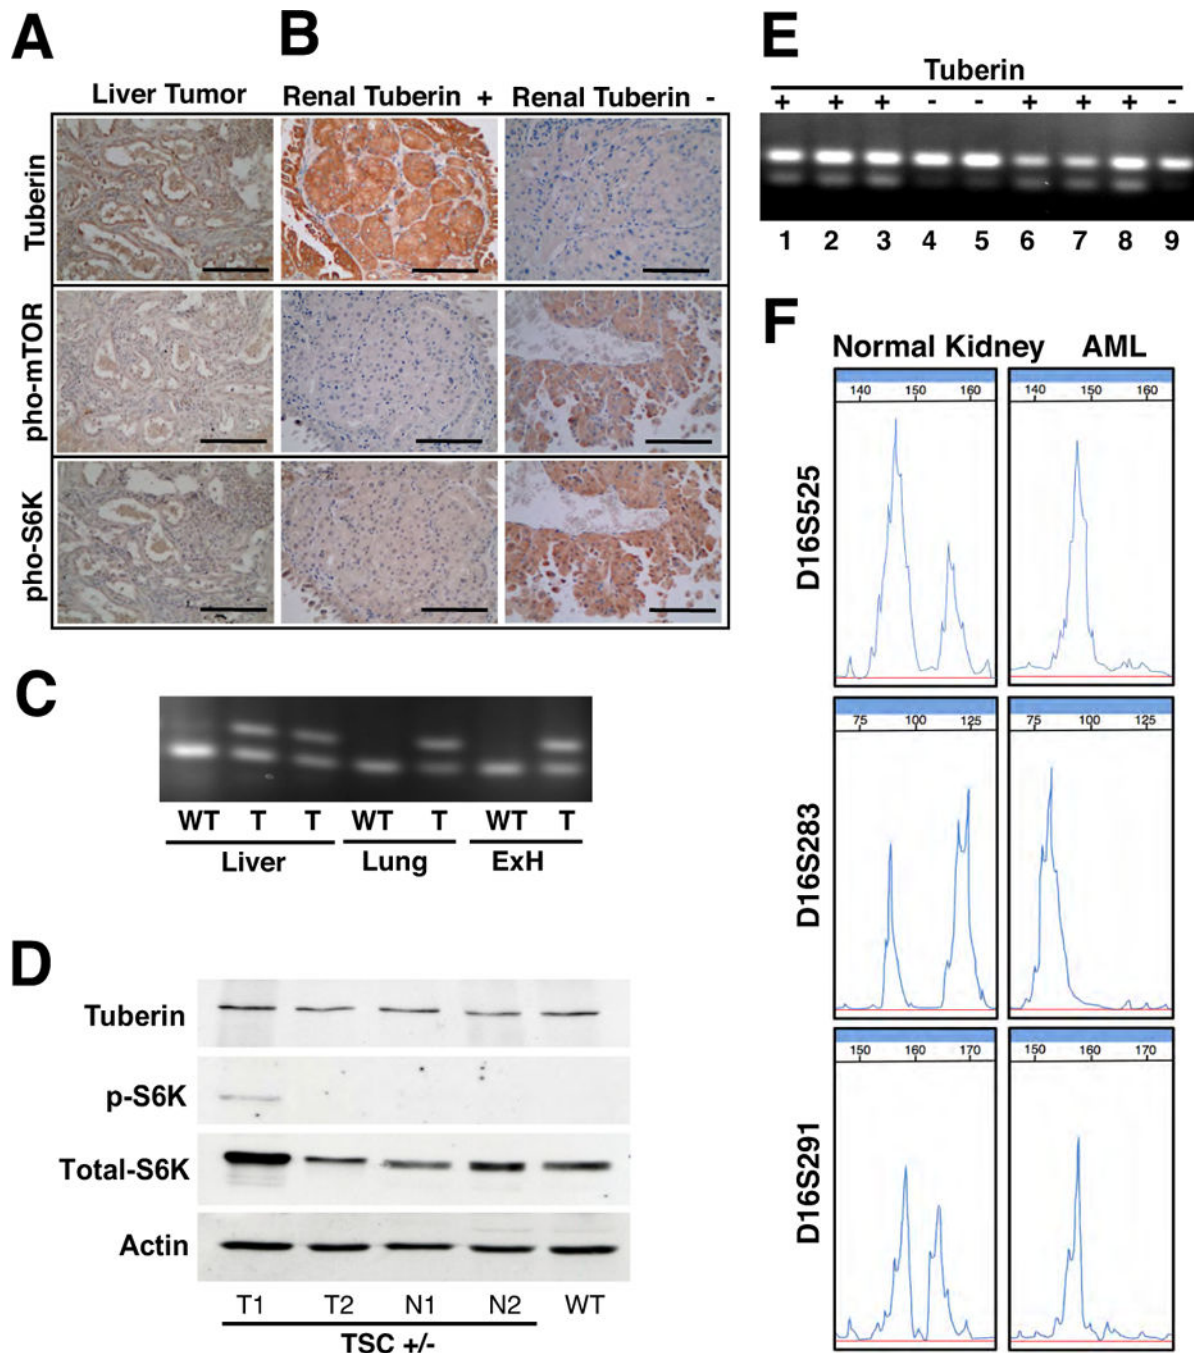 A
B
Liver Tumor
Renal Tuberin +
Renal Tuberin -
Tuberin
pho-mTOR
pho-S6K
C
WT T T WT T WT T
Liver Lung ExH
D
Tuberin
p-S6K
Total-S6K
Actin
T1 T2 N1 N2 WT
TSC +/-
E
Tuberin
+ + + - - + + + -
1 2 3 4 5 6 7 8 9
F
Normal Kidney AML
140 150 160 140 150 160
D16S525
75 100 125 75 100 125
D16S283
150 160 170 150 160 170
D16S291